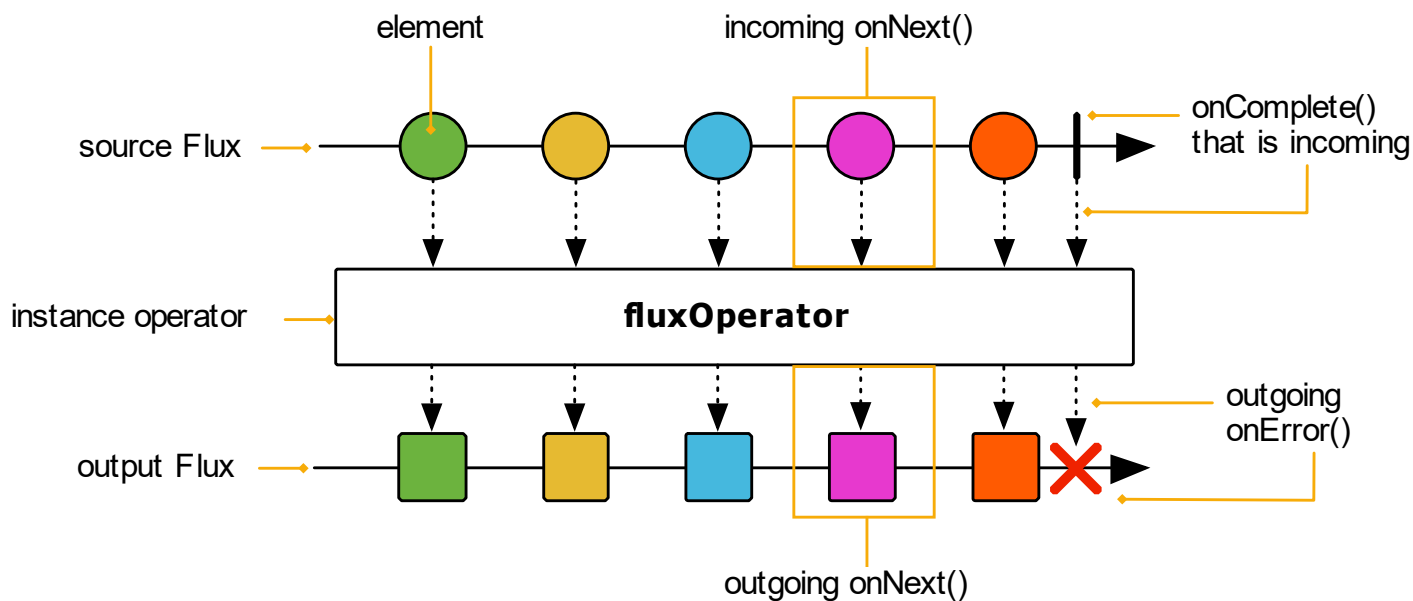 element
incoming onNext()
source Flux
onComplete()
that is incoming
instance operator
fluxOperator
output Flux
outgoing
onError()
outgoing onNext()